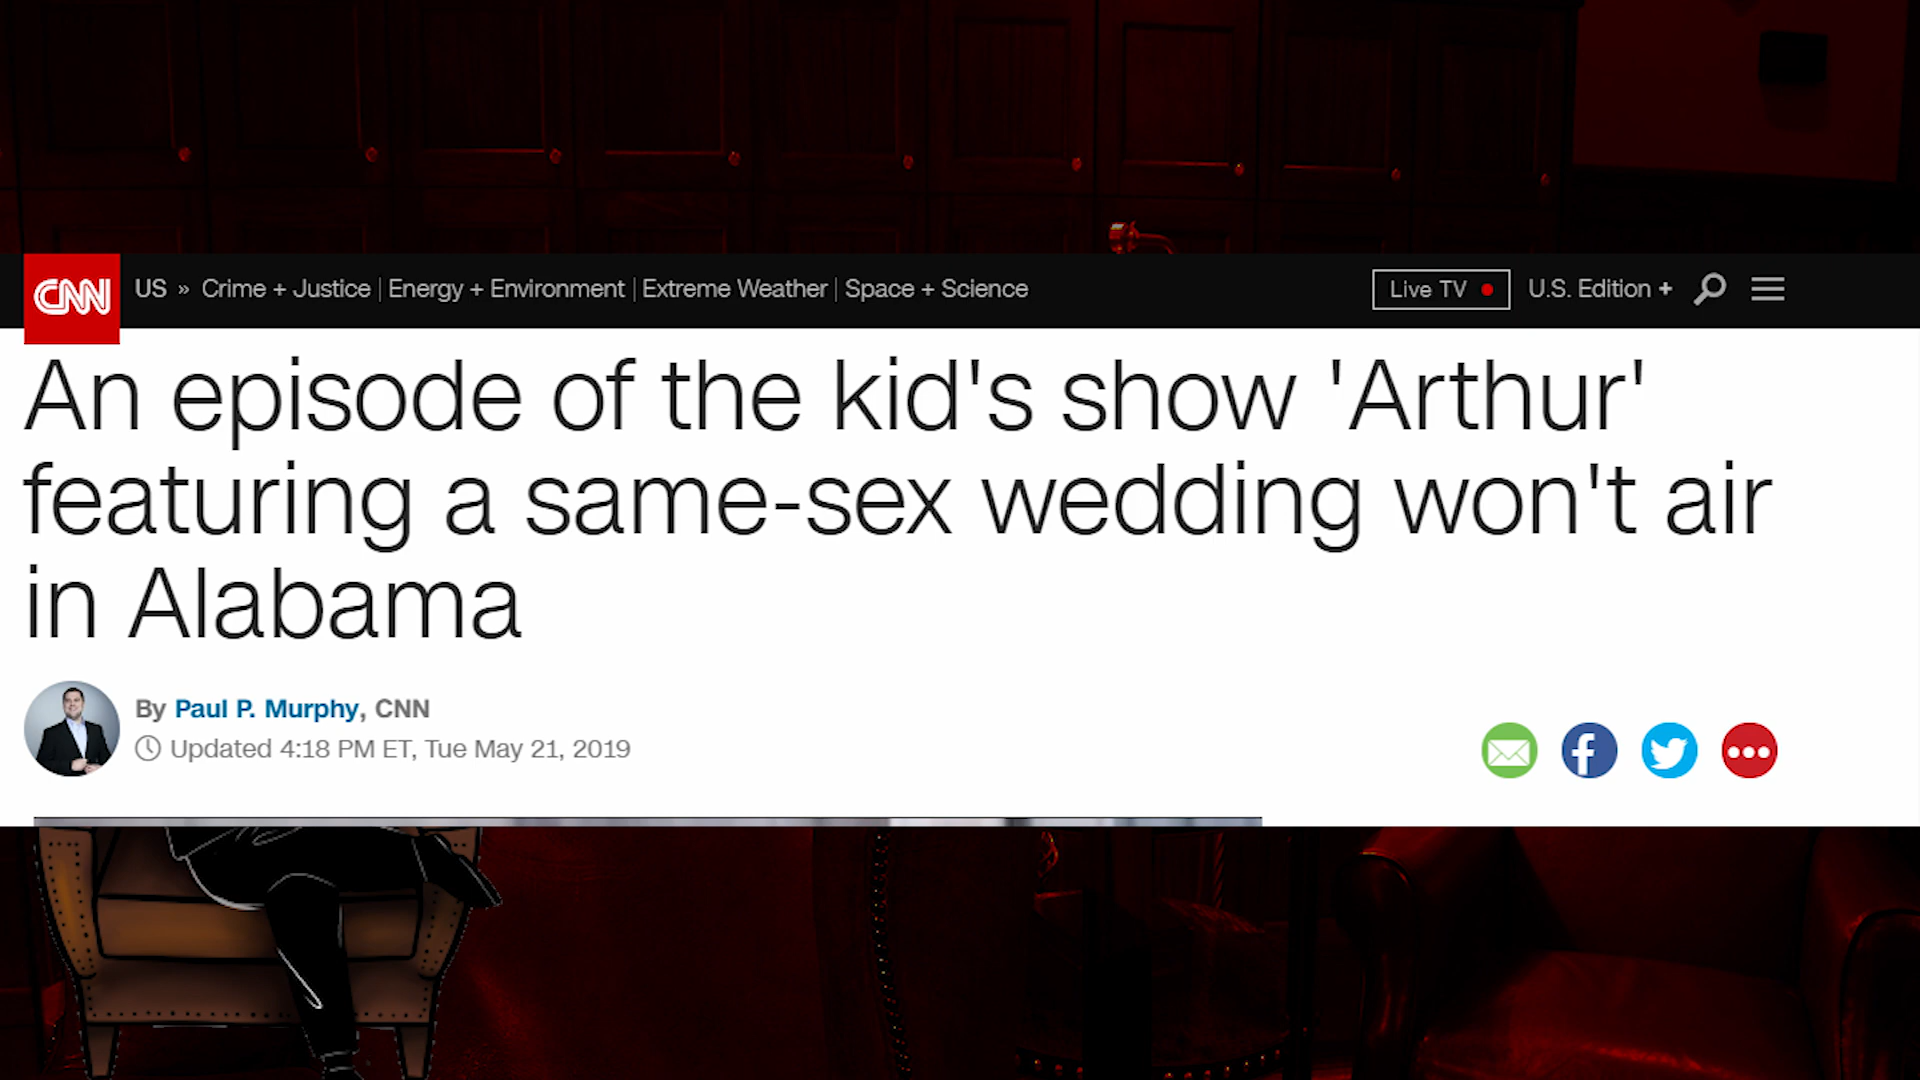 CNN US » Crime + Justice | Energy + Environment | Extreme Weather | Space + Science Live TV U.S. Edition +
An episode of the kid's show 'Arthur'
featuring a same-sex wedding won't air
in Alabama
By Paul P. Murphy, CNN
Updated 4:18 PM ET, Tue May 21, 2019